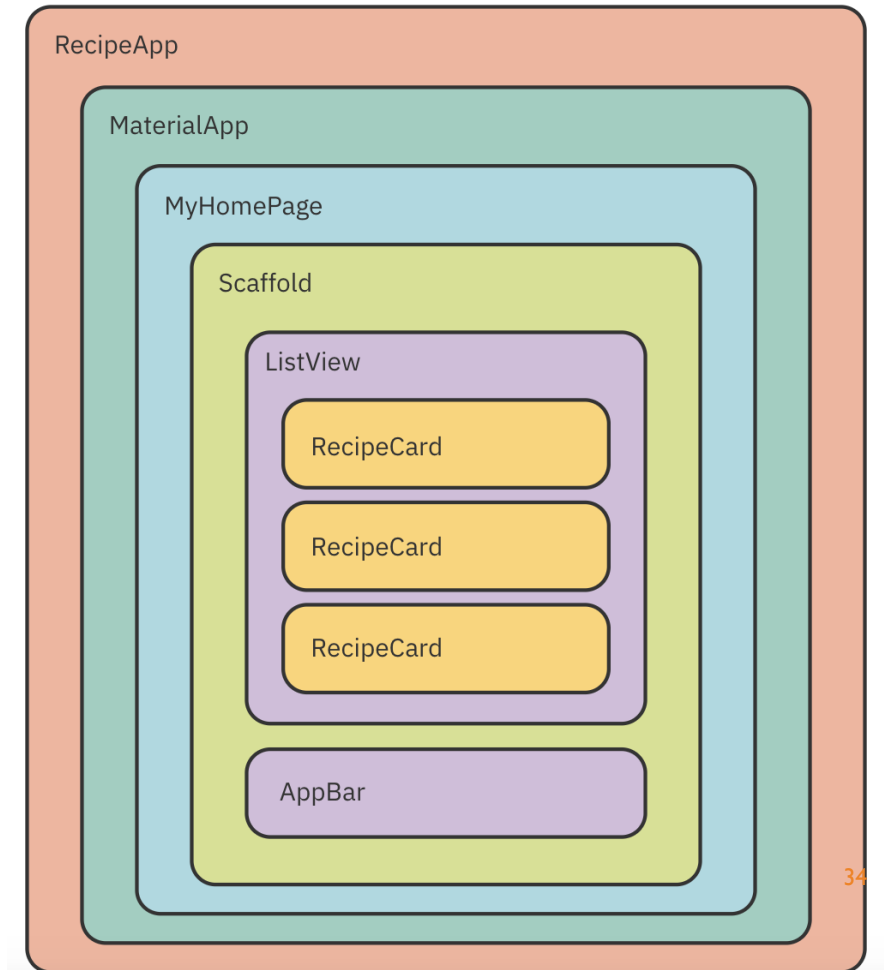 RecipeApp
MaterialApp
MyHomePage
Scaffold
ListView
RecipeCard
RecipeCard
RecipeCard
AppBar
34